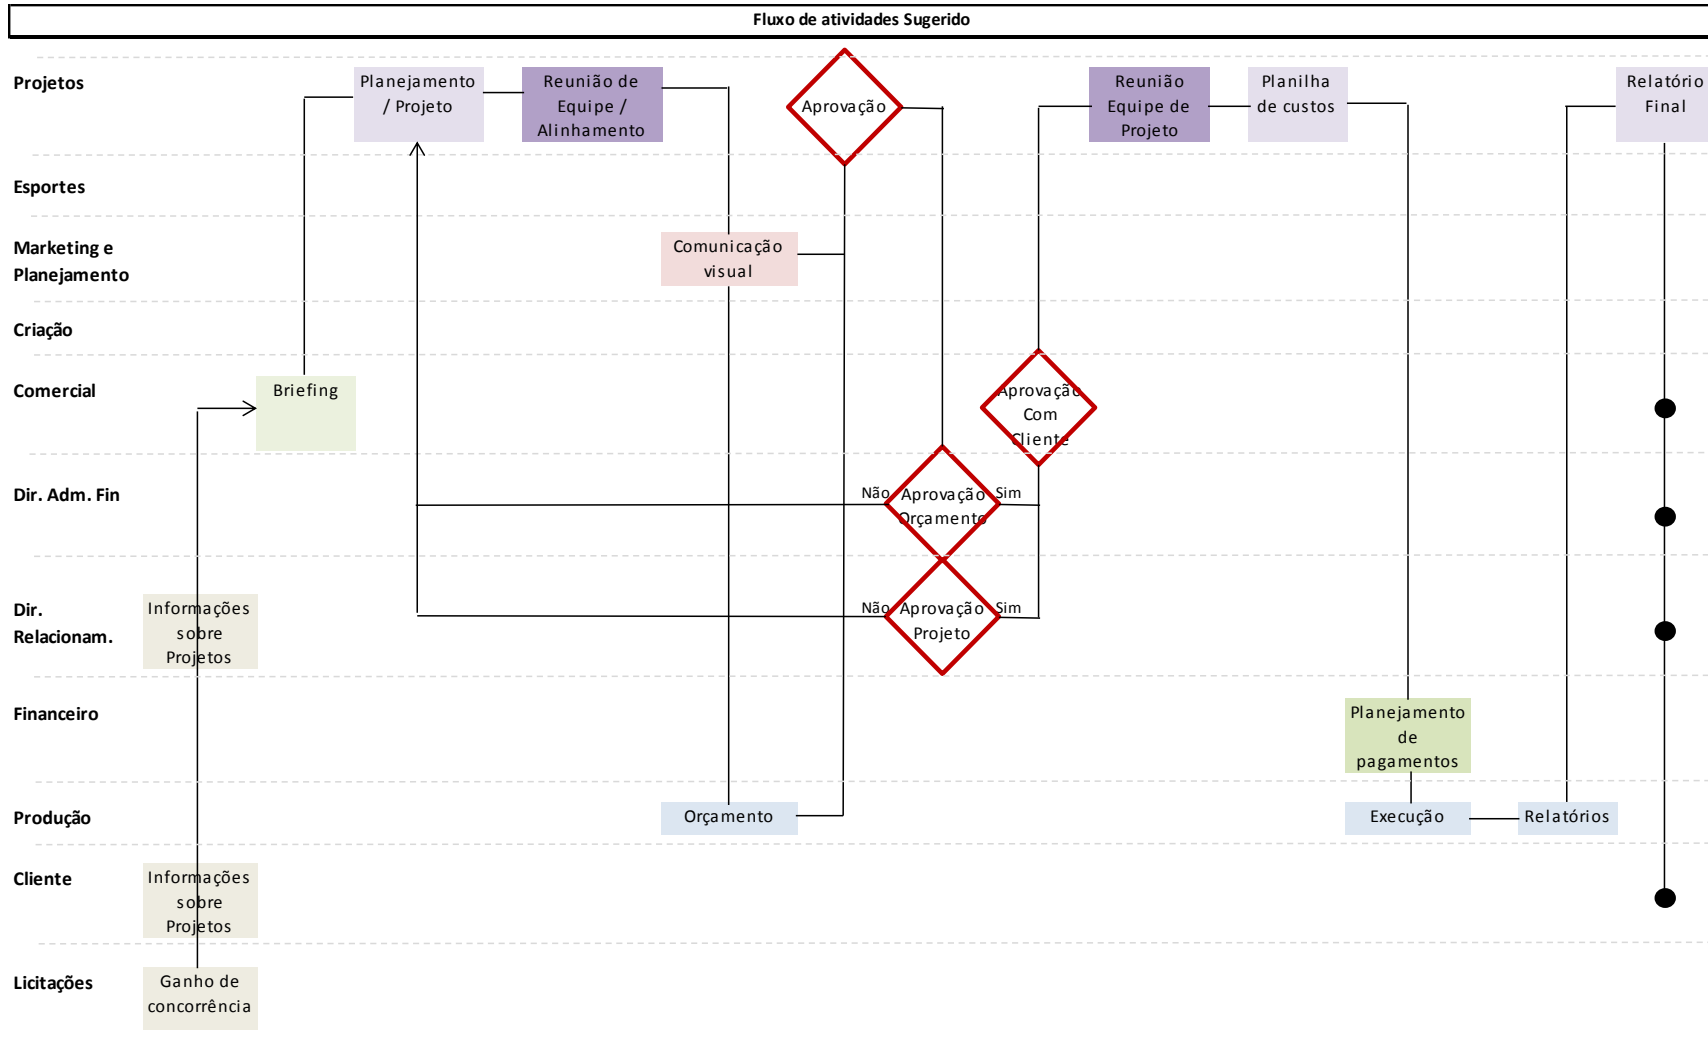 Fluxo de atividades Sugerido
Projetos
Planejamento
/ Projeto
Reunião de
Equipe /
Alinhamento
Aprovação
Reunião
Equipe de
Projeto
Planilha
de custos
Relatório
Final
Esportes
Marketing e
Planejamento
Comunicação
visual
Criação
Comercial
Briefing
Aprovação
Com
Cliente
Dir. Adm. Fin
Não
Aprovação
Orçamento
Sim
Dir.
Relacionam.
Informações
sobre
Projetos
Não
Aprovação
Projeto
Sim
Financeiro
Planejamento
de
pagamentos
Produção
Orçamento
Execução
Relatórios
Cliente
Informações
sobre
Projetos
Licitações
Ganho de
concorrência